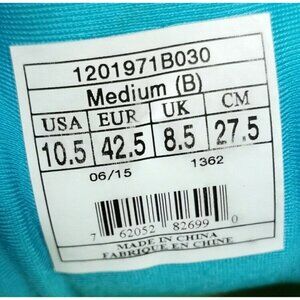 1201971B030
Medium (B)
USA EUR UK CM
10.5 42.5 8.5 27.5
06/15 1362
7 62052 82699 0
MADE IN CHINA
FABRIQUE EN CHINE